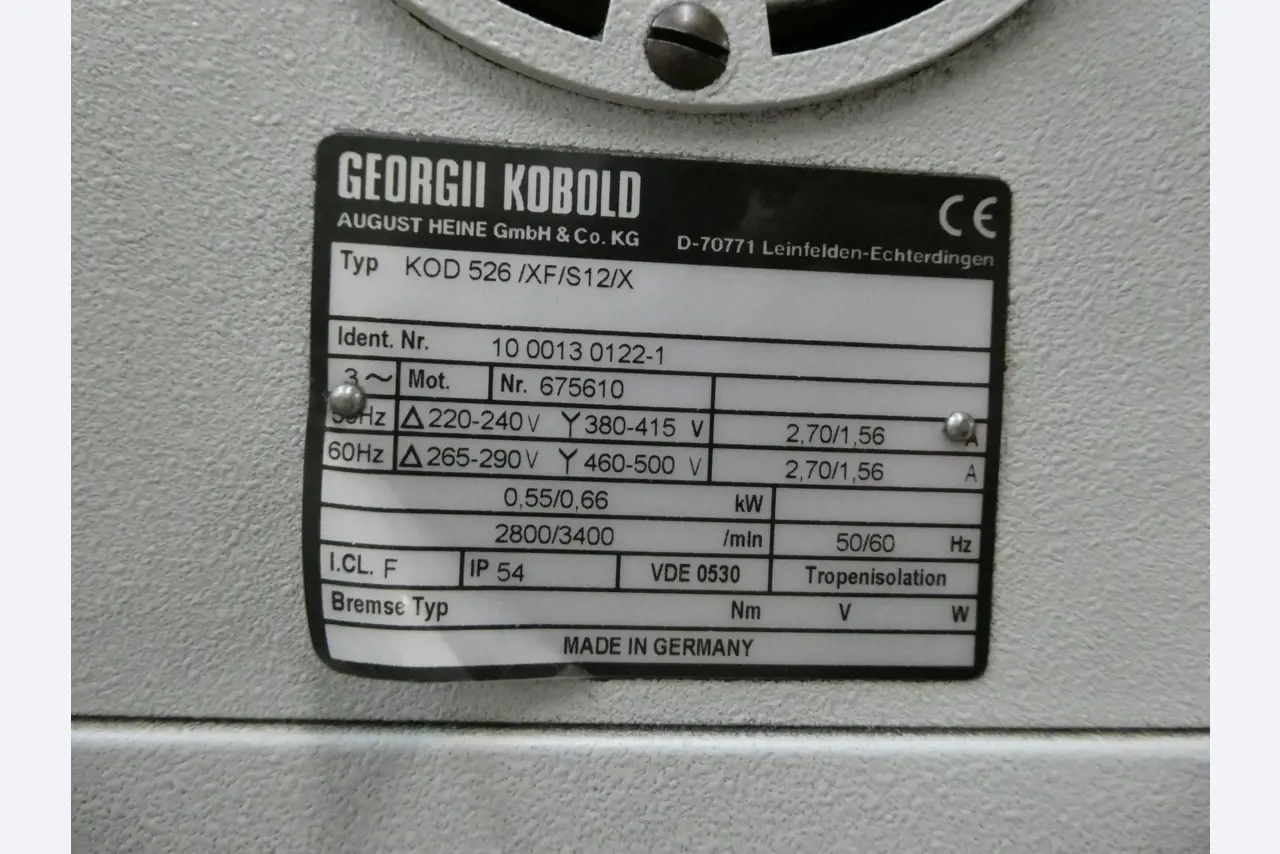 GEORGII KOBOLD
AUGUST HEINE GmbH & Co. KG D-70771 Leinfelden-Echterdingen CE
Typ KOD 526 /XF/S12/X
Ident. Nr. 10 0013 0122-1
3 ~ Mot. Nr. 675610
50Hz Δ 220-240 V Y 380-415 V 2,70/1,56 A
60Hz Δ 265-290 V Y 460-500 V 2,70/1,56 A
0,55/0,66 kW
2800/3400 /min 50/60 Hz
I.CL. F IP 54 VDE 0530 Tropenisolation
Bremse Typ Nm V W
MADE IN GERMANY